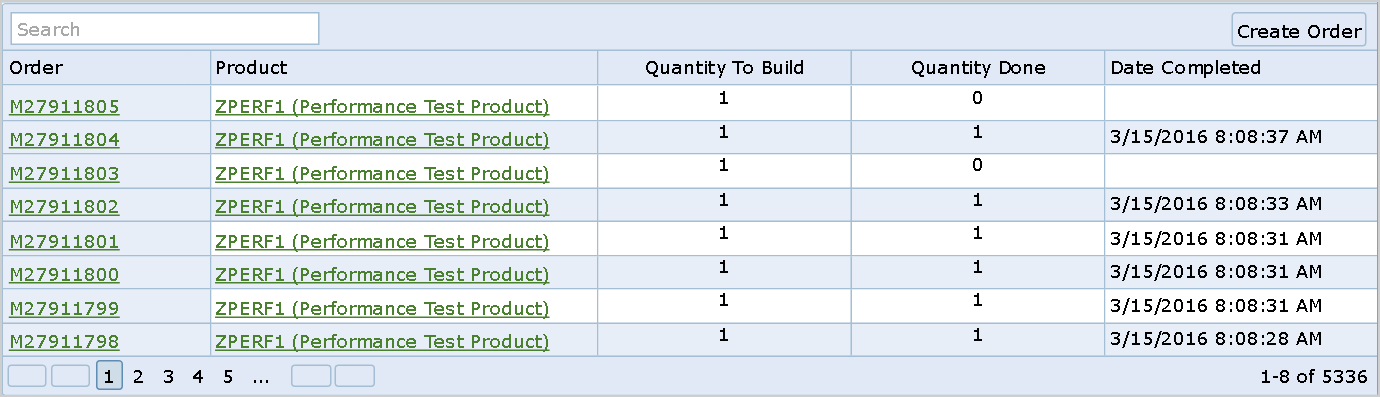 Search Create Order
Order Product Quantity To Build Quantity Done Date Completed
M27911805 ZPERF1 (Performance Test Product) 1 0
M27911804 ZPERF1 (Performance Test Product) 1 1 3/15/2016 8:08:37 AM
M27911803 ZPERF1 (Performance Test Product) 1 0
M27911802 ZPERF1 (Performance Test Product) 1 1 3/15/2016 8:08:33 AM
M27911801 ZPERF1 (Performance Test Product) 1 1 3/15/2016 8:08:31 AM
M27911800 ZPERF1 (Performance Test Product) 1 1 3/15/2016 8:08:31 AM
M27911799 ZPERF1 (Performance Test Product) 1 1 3/15/2016 8:08:31 AM
M27911798 ZPERF1 (Performance Test Product) 1 1 3/15/2016 8:08:28 AM
1 2 3 4 5 ... 1-8 of 5336